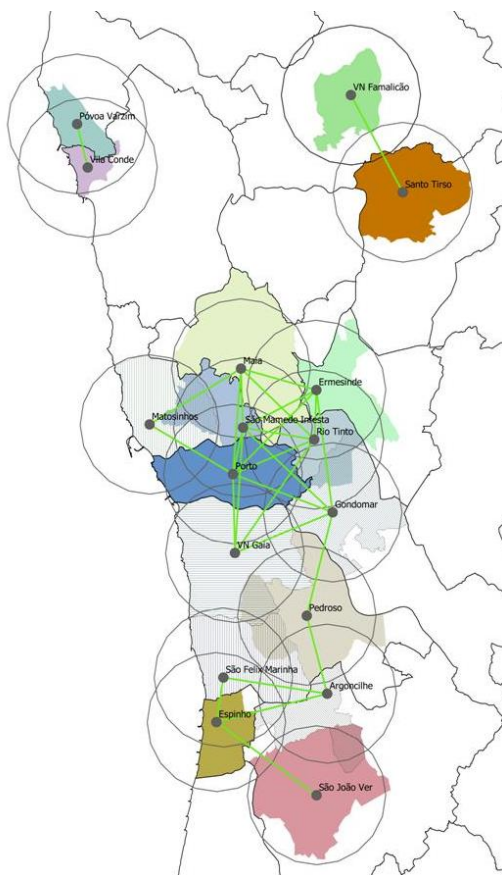 VN Famalicão
Póvoa Varzim
Vila Conde
Santo Tirso
Maia
Ermesinde
Matosinhos
São Mamede Infesta
Rio Tinto
Porto
Gondomar
VN Gaia
Pedroso
São Felix Marinha
Argoncilhe
Espinho
São João Ver